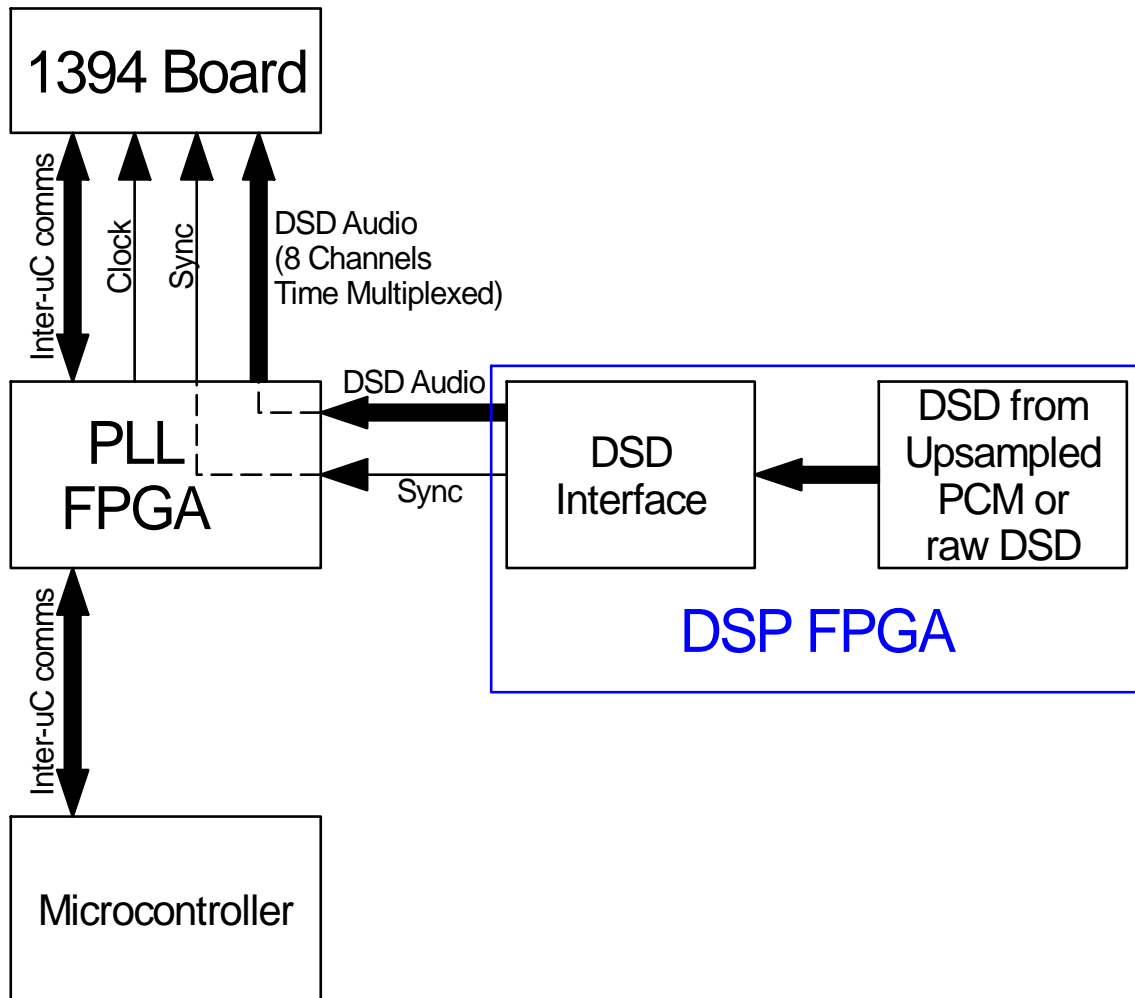 1394 Board
Inter-uC comms
Clock
Sync
DSD Audio
(8 Channels
Time Multiplexed)
PLL
FPGA
DSD Audio
Sync
DSD
Interface
DSD from
Upsampled
PCM or
raw DSD
DSP FPGA
Inter-uC comms
Microcontroller